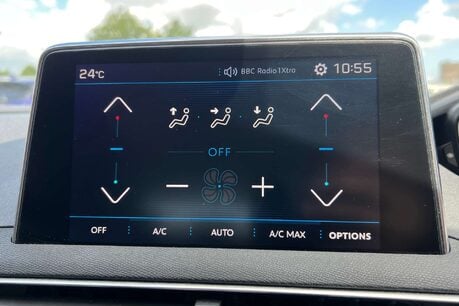 24°C BBC Radio 1Xtra 10:55
OFF
OFF A/C AUTO A/C MAX OPTIONS